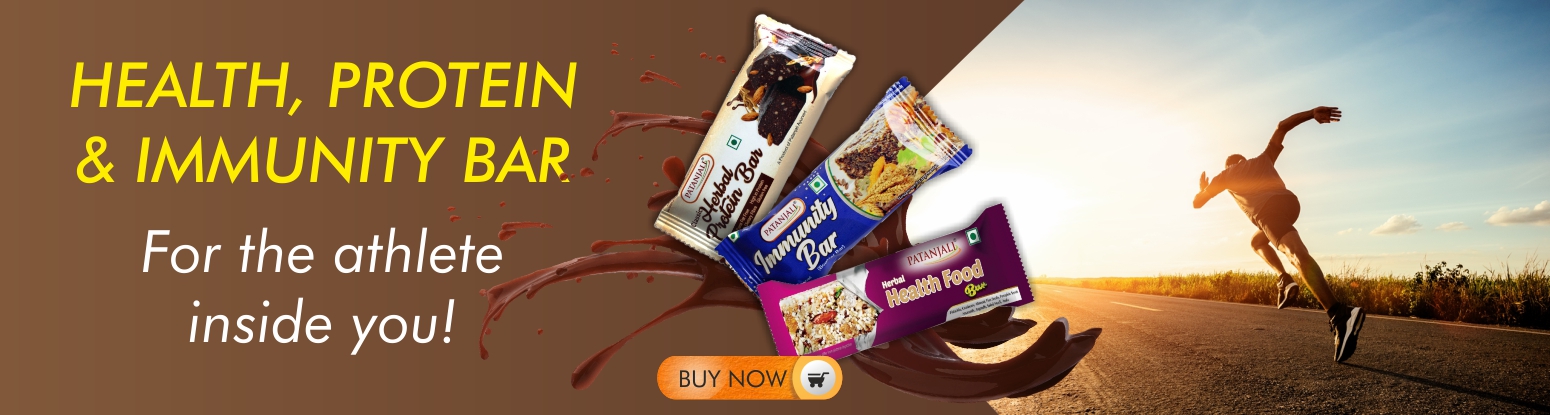 HEALTH, PROTEIN
& IMMUNITY BAR
For the athlete
inside you!
PATANJALI
Classic
Herbal
Protein Bar
PATANJALI
Immunity
Bar
PATANJALI
Herbal
Health Food
Bar
BUY NOW